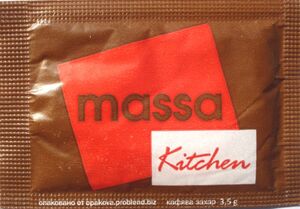 massa
Kitchen
опаковано от opakova.problend.biz кафява захар 3,5 g